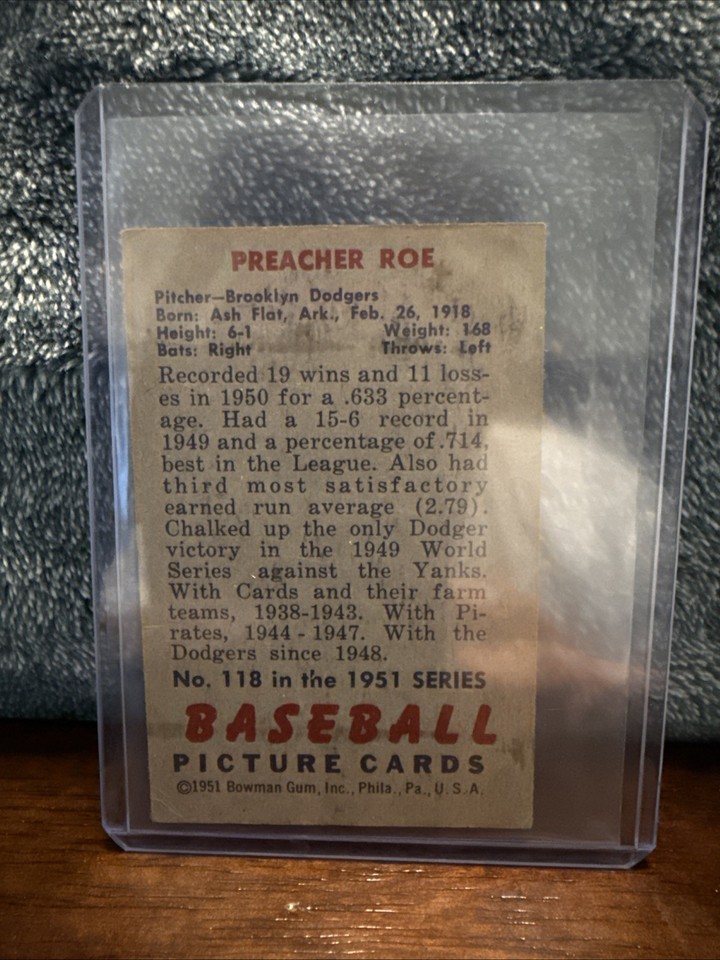 PREACHER ROE
Pitcher—Brooklyn Dodgers
Born: Ash Flat, Ark., Feb. 26, 1918
Height: 6-1 Weight: 168
Bats: Right Throws: Left
Recorded 19 wins and 11 loss-
es in 1950 for a .633 percent-
age. Had a 15-6 record in
1949 and a percentage of .714,
best in the League. Also had
third most satisfactory
earned run average (2.79).
Chalked up the only Dodger
victory in the 1949 World
Series against the Yanks.
With Cards and their farm
teams, 1938-1943. With Pi-
rates, 1944 - 1947. With the
Dodgers since 1948.
No. 118 in the 1951 SERIES
BASEBALL
PICTURE CARDS
©1951 Bowman Gum, Inc., Phila., Pa., U.S.A.